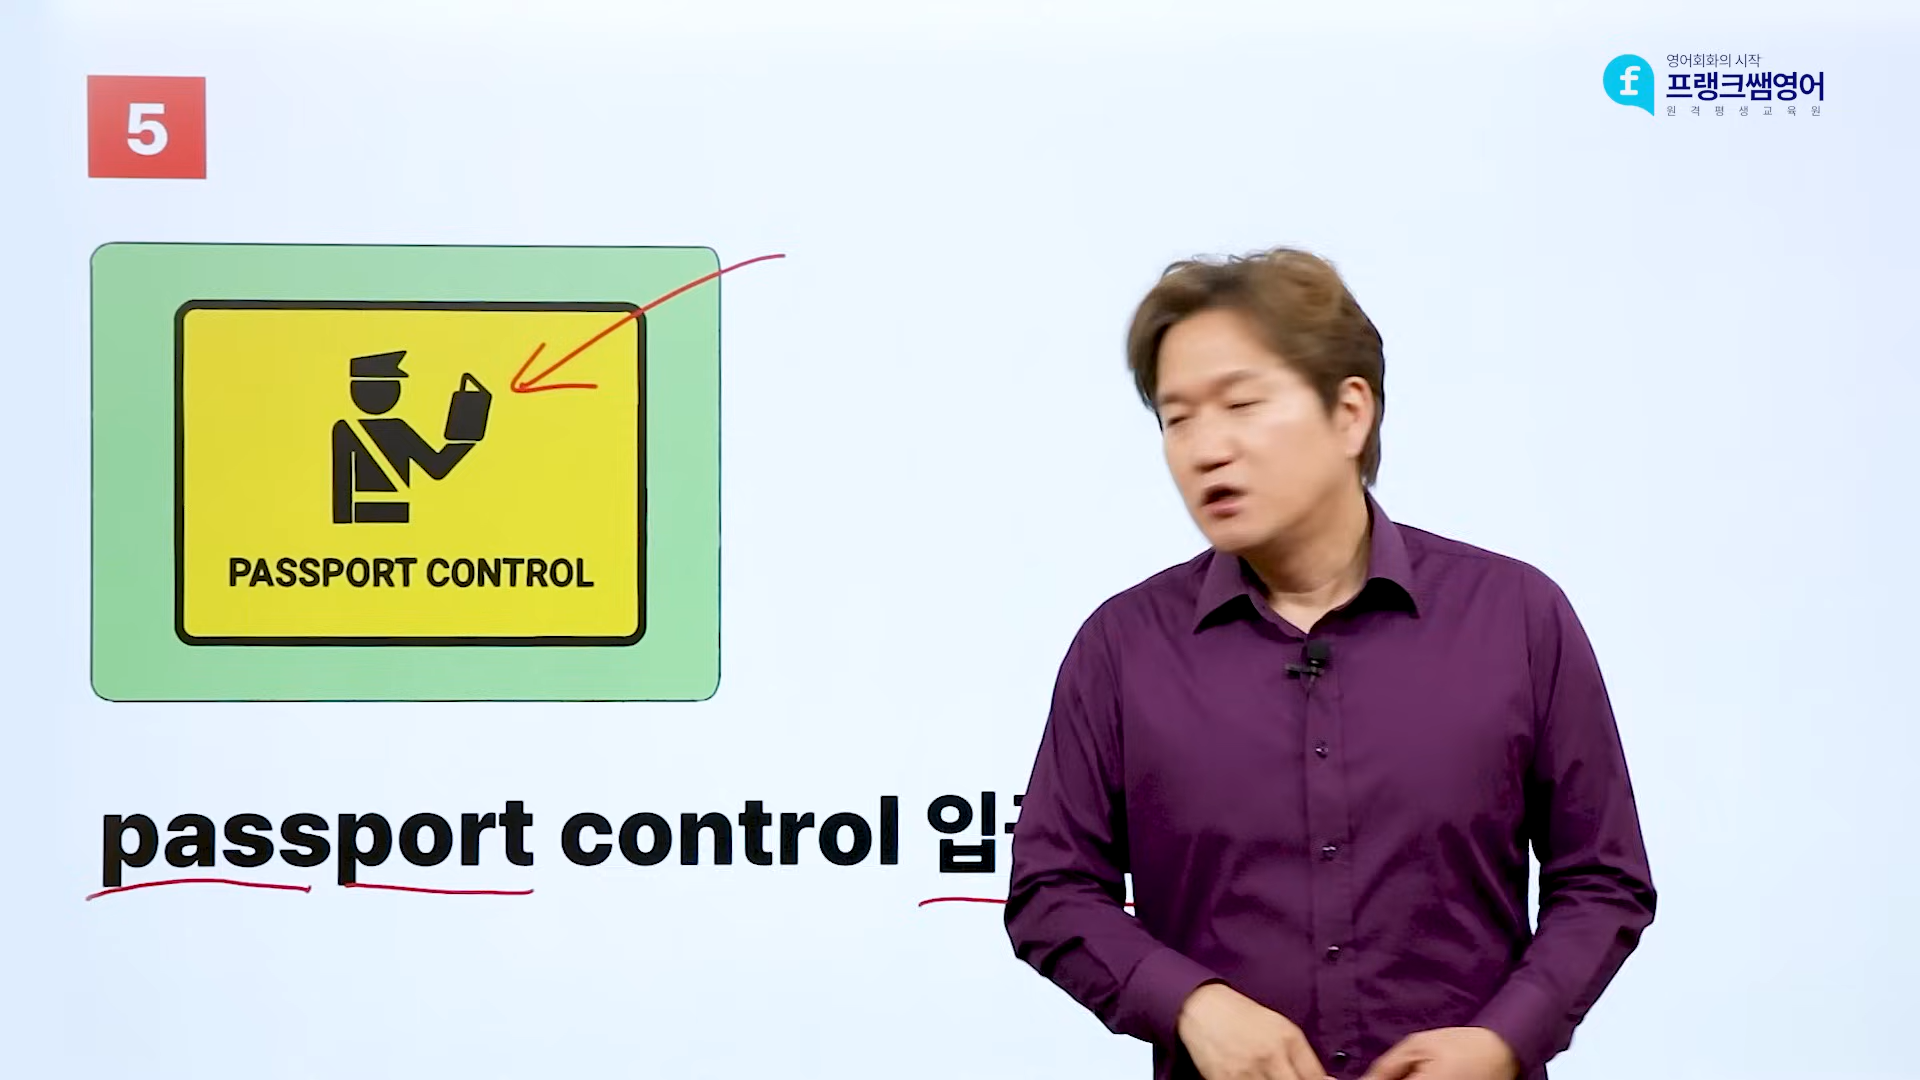 5
영어회화의 시작
프랭크쌤영어
원격평생교육원
PASSPORT CONTROL
passport control 입